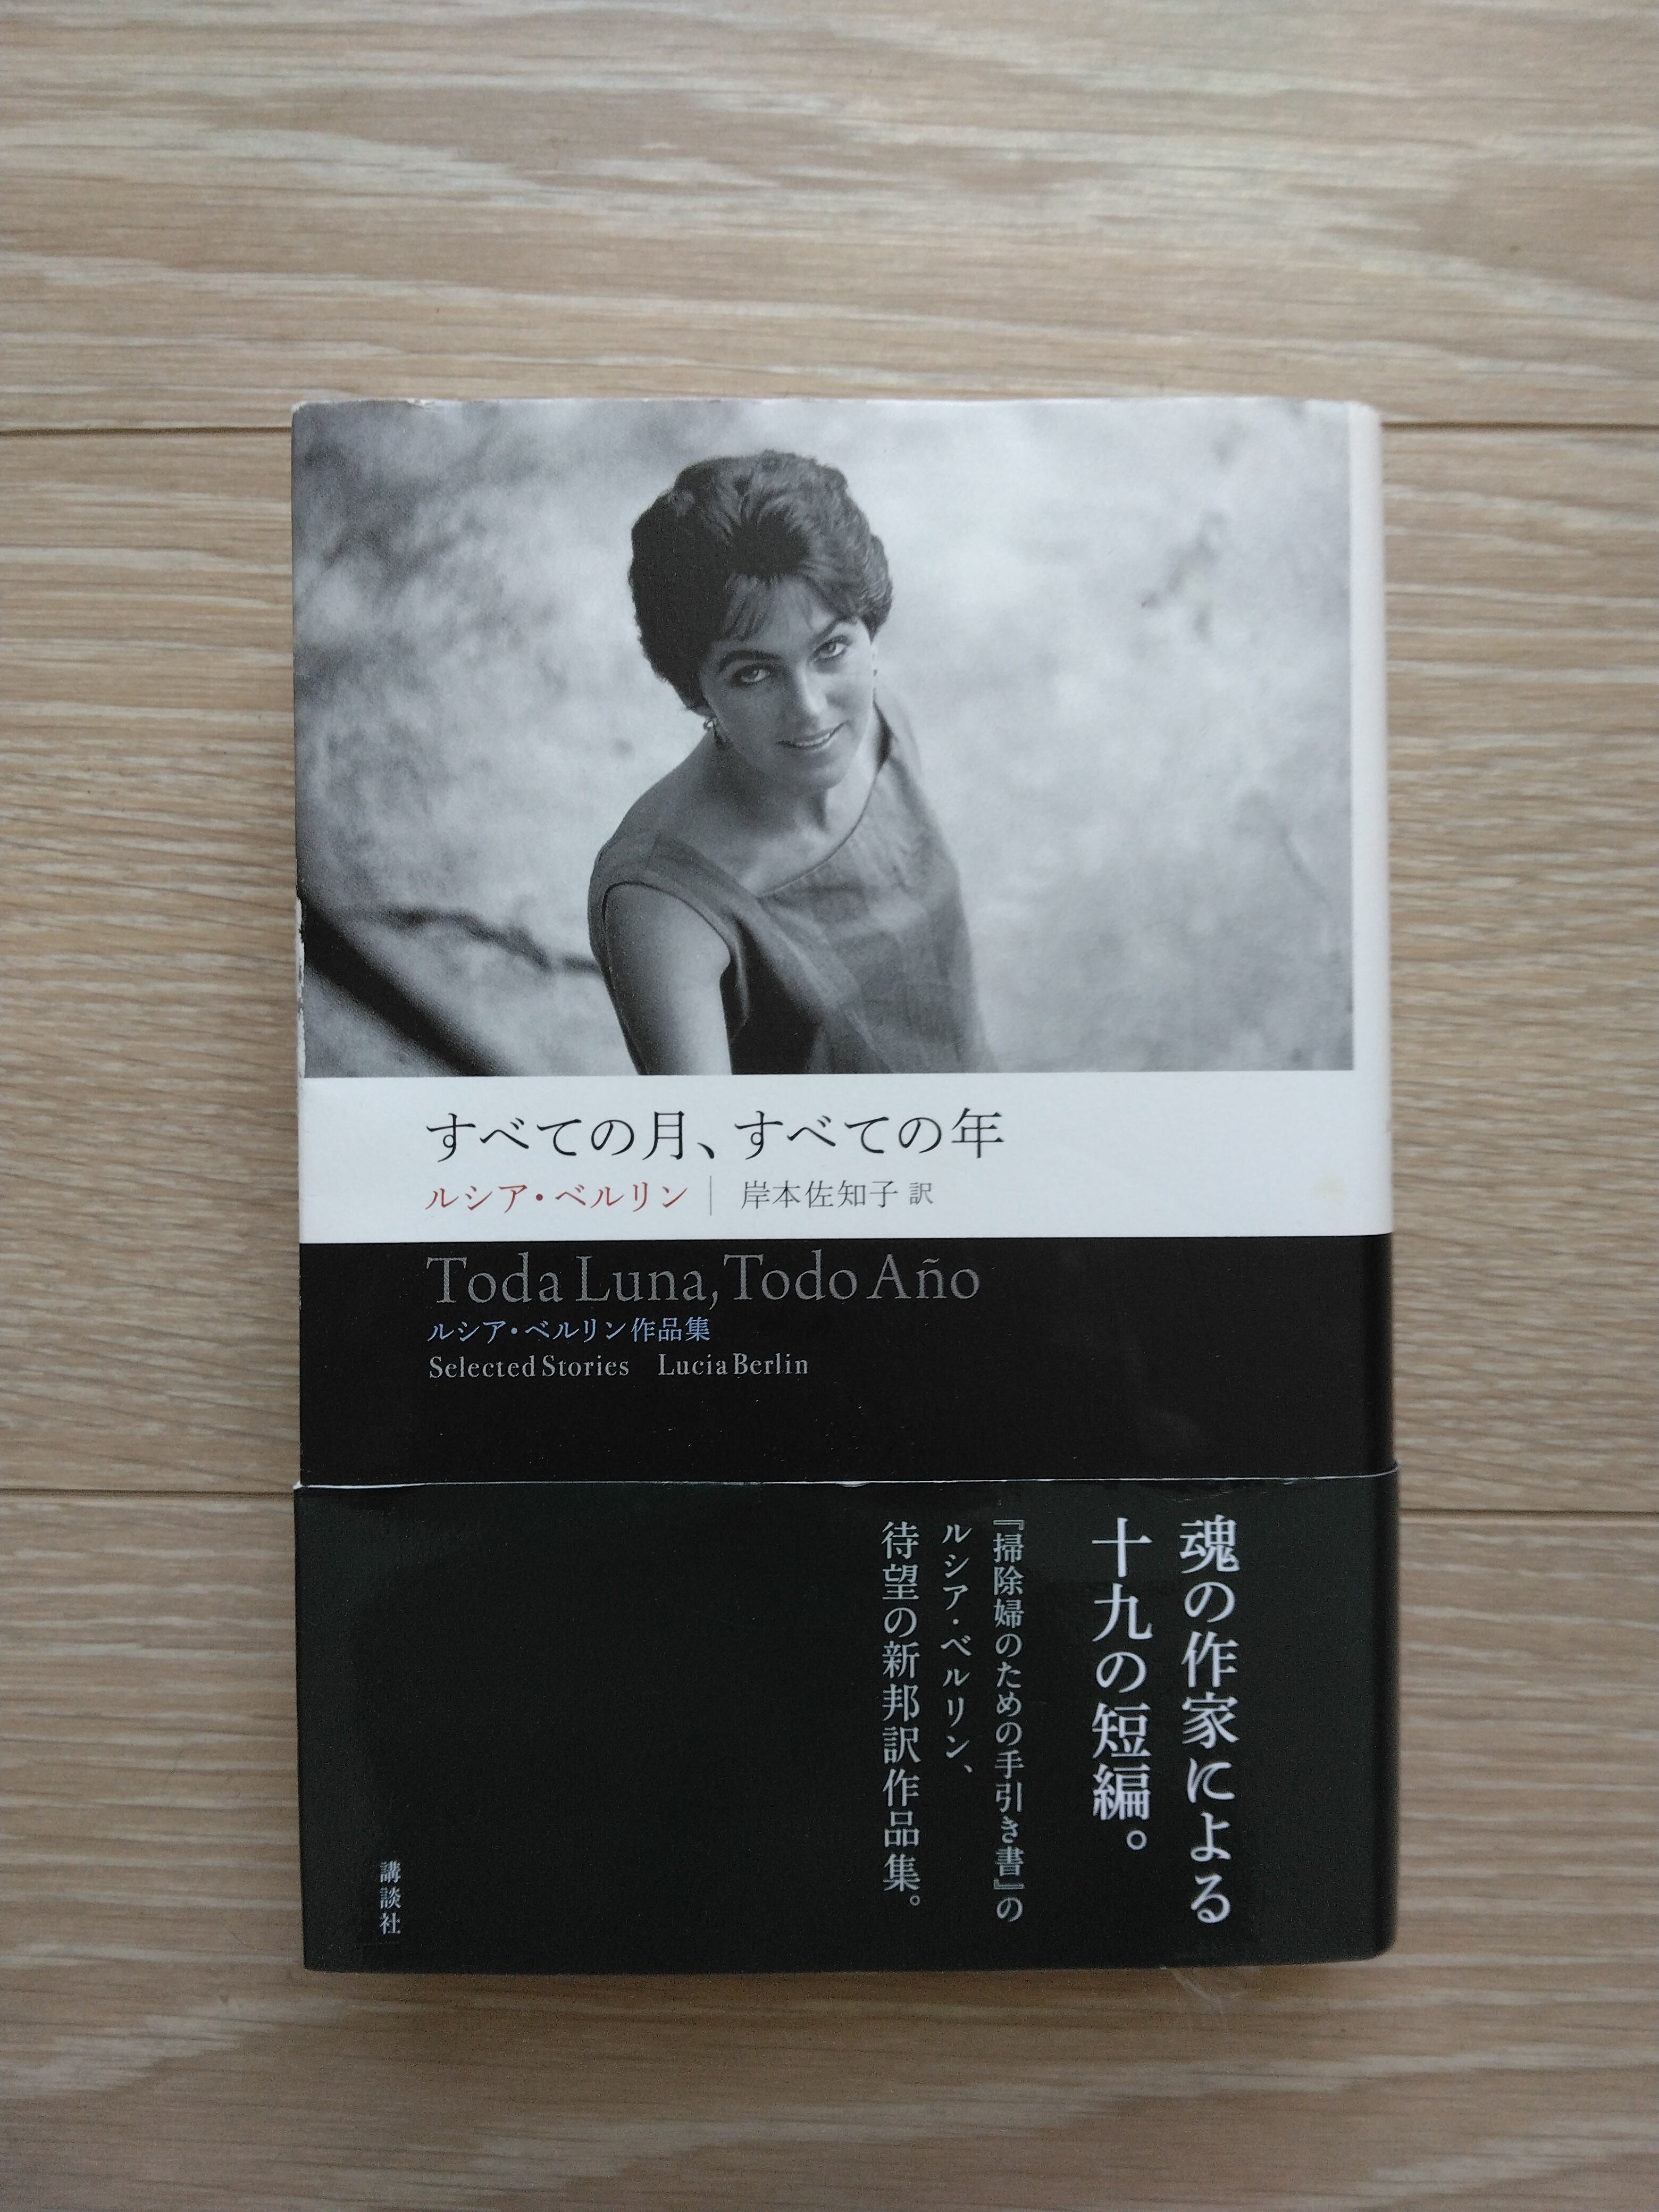 すべての月、すべての年
ルシア・ベルリン｜岸本佐知子 訳
Toda Luna, Todo Año
ルシア・ベルリン作品集
Selected Stories Lucia Berlin
魂の作家による
十九の短編。
『掃除婦のための手引き書』の
ルシア・ベルリン、
待望の新邦訳作品集。
講談社